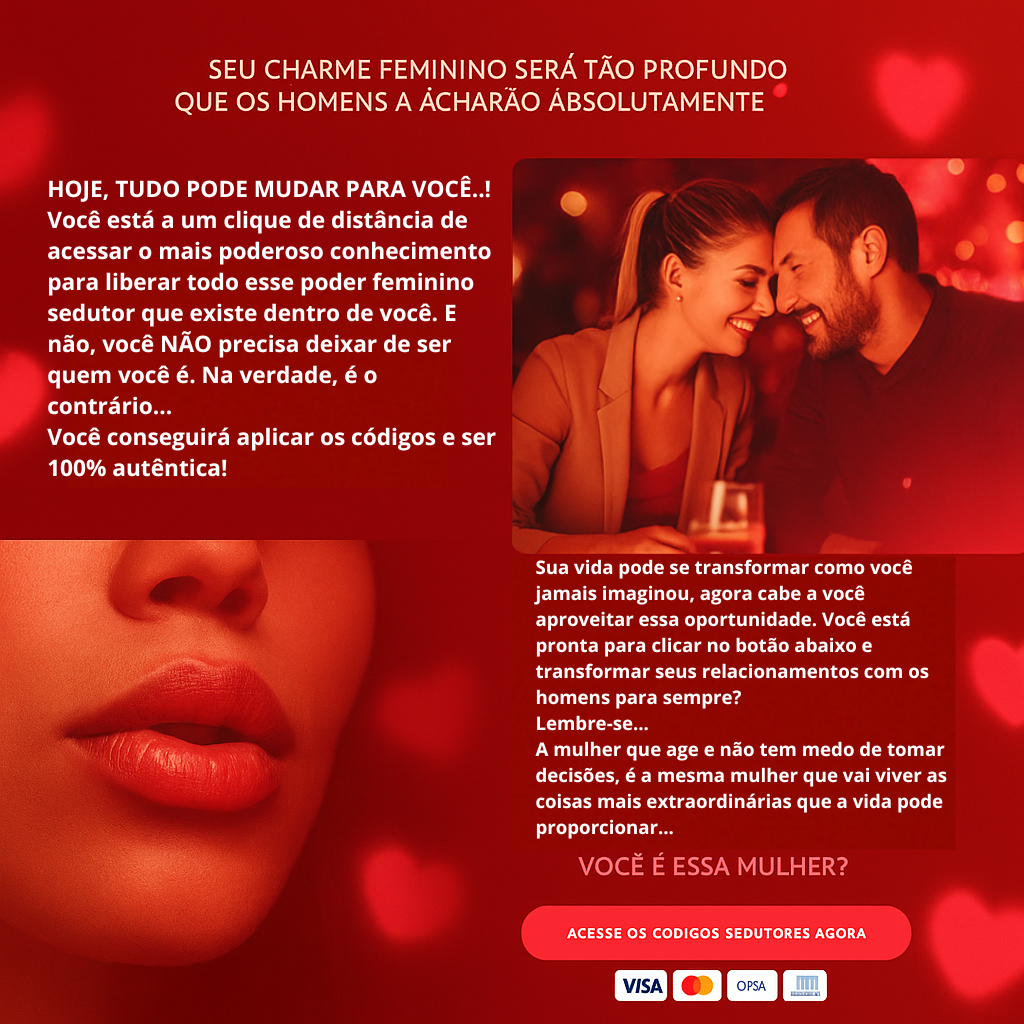 SEU CHARME FEMININO SERÁ TÃO PROFUNDO
QUE OS HOMENS A ÁCHARÃO ÁBSOLUTAMENTE
HOJE, TUDO PODE MUDAR PARA VOCÊ..!
Você está a um clique de distância de
acessar o mais poderoso conhecimento
para liberar todo esse poder feminino
sedutor que existe dentro de você. E
não, você NÃO precisa deixar de ser
quem você é. Na verdade, é o
contrário...
Você conseguirá aplicar os códigos e ser
100% autêntica!
Sua vida pode se transformar como você
jamais imaginou, agora cabe a você
aproveitar essa oportunidade. Você está
pronta para clicar no botão abaixo e
transformar seus relacionamentos com os
homens para sempre?
Lembre-se...
A mulher que age e não tem medo de tomar
decisões, é a mesma mulher que vai viver as
coisas mais extraordinárias que a vida pode
proporcionar...
VOCÊ É ESSA MULHER?
ACESSE OS CODIGOS SEDUTORES AGORA
VISA
OPSA